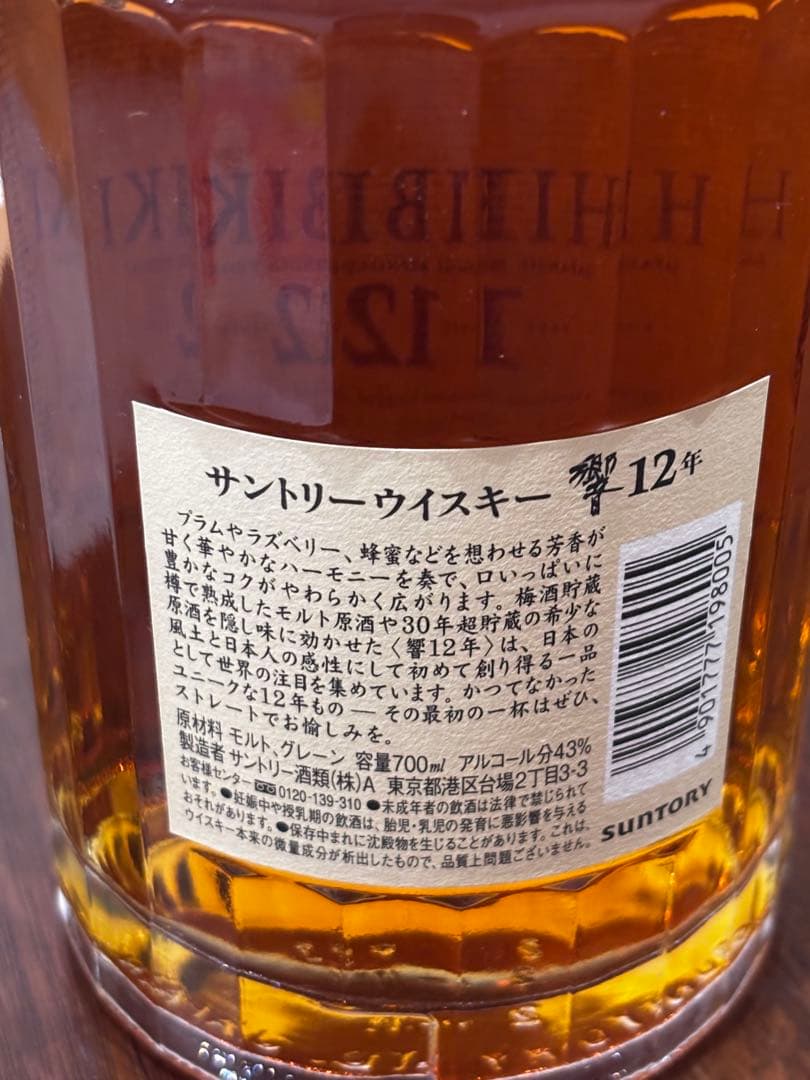 HIBIKI
12
サントリーウイスキー 響12年
プラムやラズベリー、蜂蜜などを想わせる芳香が
甘く華やかなハーモニーを奏で、口いっぱいに
豊かなコクがやわらかく広がります。梅酒貯蔵
樽で熟成したモルト原酒や30年超貯蔵の希少な
原酒を隠し味に効かせた〈響12年〉は、日本の
風土と日本人の感性にして初めて創り得る一品
として世界の注目を集めています。かつてなかった
ユニークな12年もの―その最初の一杯はぜひ、
ストレートでお愉しみを。
原材料 モルト、グレーン 容量700ml アルコール分43%
製造者 サントリー酒類(株)A 東京都港区台場2丁目3-3
お客様センター 0120-139-310 ●未成年者の飲酒は法律で禁じられて
います。●妊娠中や授乳期の飲酒は、胎児・乳児の発育に悪影響を与える
おそれがあります。●保存中まれに沈殿物を生じることがあります。これは、
ウイスキー本来の微量成分が析出したもので、品質上問題ございません。
4 901777 198005
SUNTORY